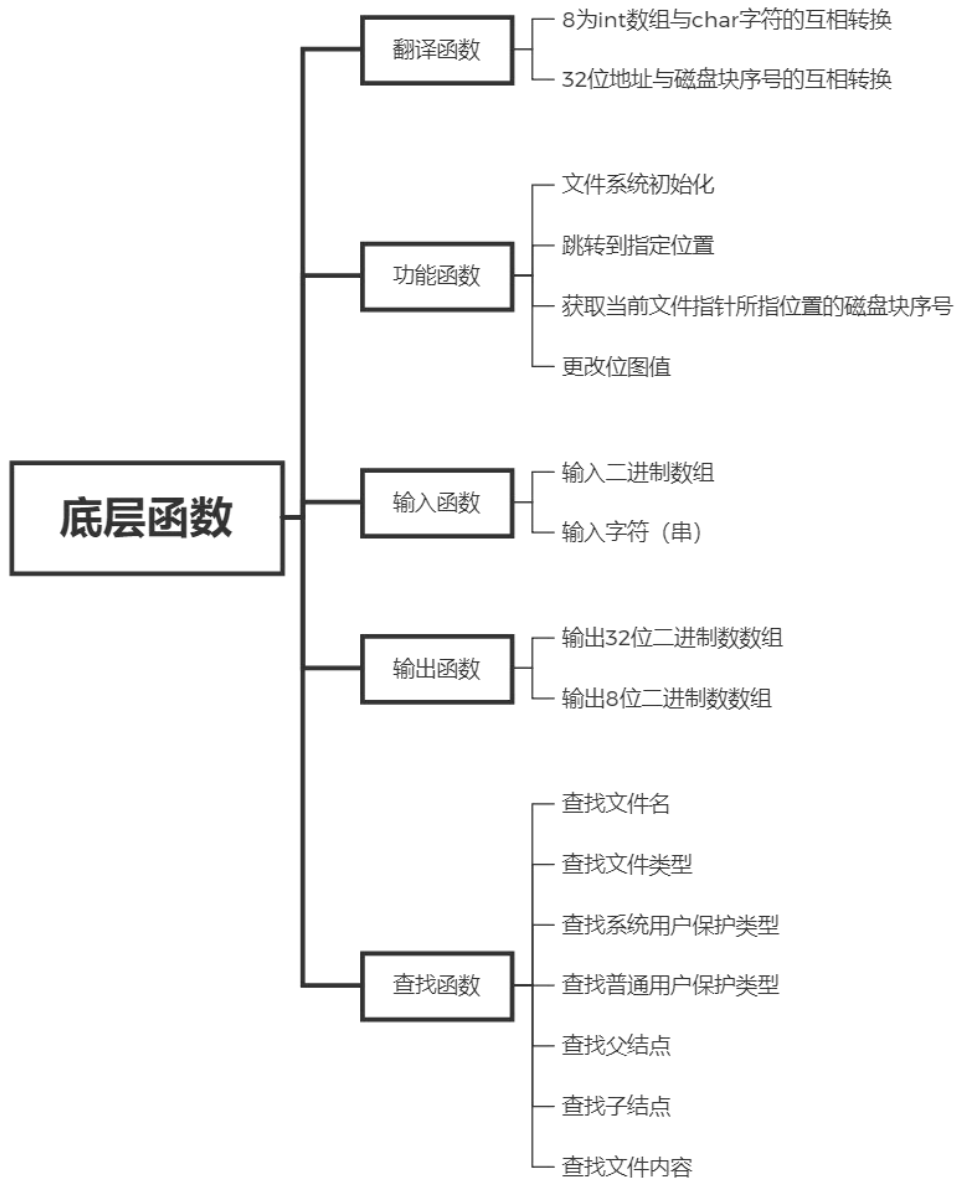 底层函数
翻译函数
8为int数组与char字符的互相转换
32位地址与磁盘块序号的互相转换
功能函数
文件系统初始化
跳转到指定位置
获取当前文件指针所指位置的磁盘块序号
更改位图值
输入函数
输入二进制数组
输入字符（串）
输出函数
输出32位二进制数数组
输出8位二进制数数组
查找函数
查找文件名
查找文件类型
查找系统用户保护类型
查找普通用户保护类型
查找父结点
查找子结点
查找文件内容